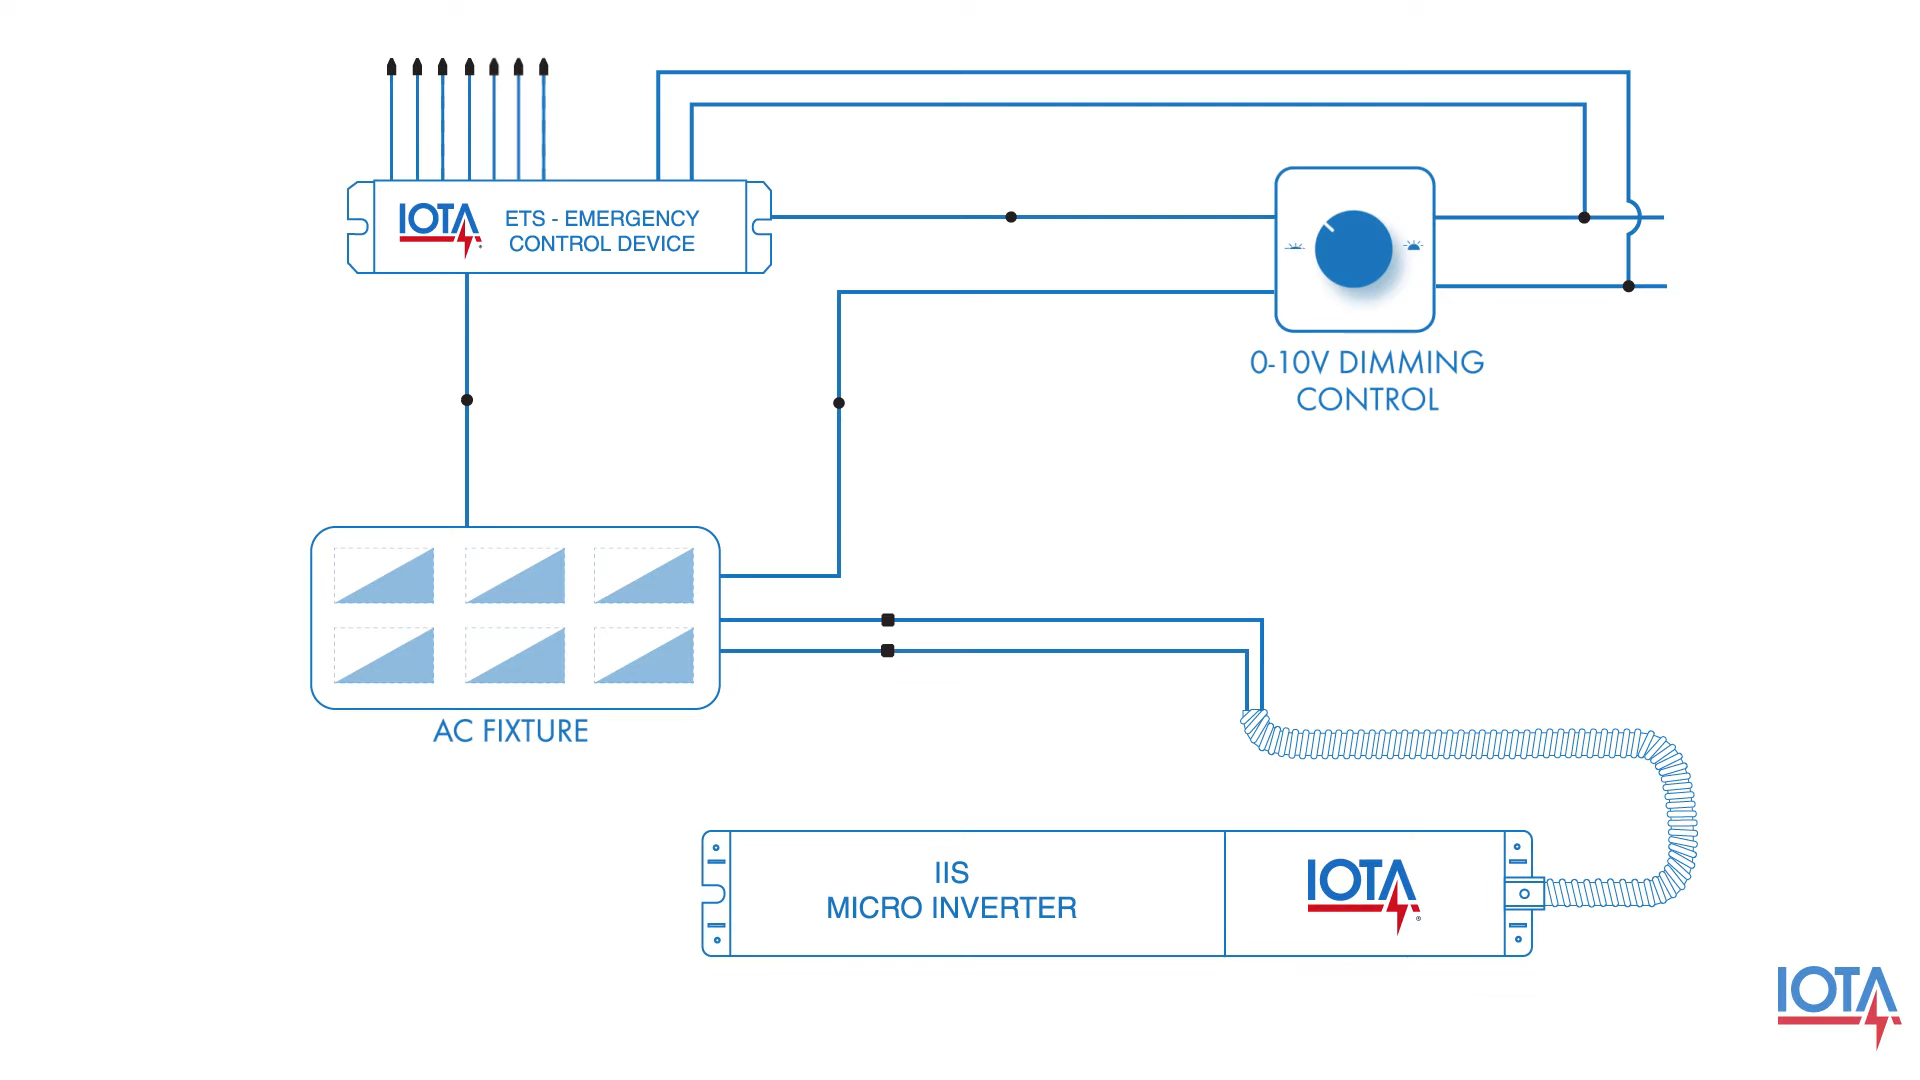 IOTA
ETS - EMERGENCY
CONTROL DEVICE
0-10V DIMMING
CONTROL
AC FIXTURE
IIS
MICRO INVERTER
IOTA
®
IOTA